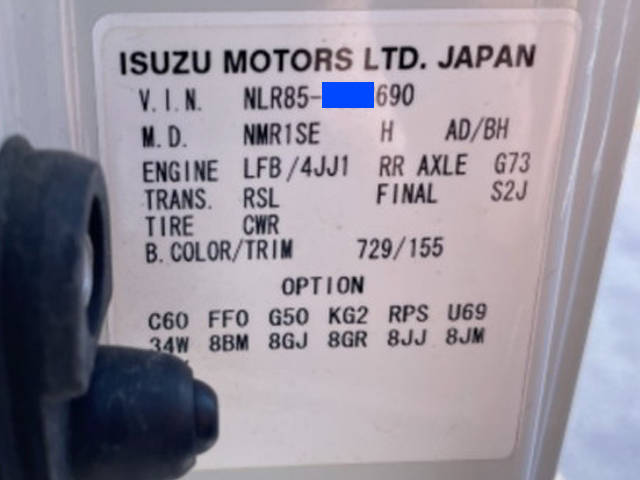 ISUZU MOTORS LTD. JAPAN
V.I.N. NLR85- 690
M.D. NMR1SE H AD/BH
ENGINE LFB/4JJ1 RR AXLE G73
TRANS. RSL FINAL S2J
TIRE CWR
B.COLOR/TRIM 729/155
OPTION
C60 FF0 G50 KG2 RPS U69
34W 8BM 8GJ 8GR 8JJ 8JM